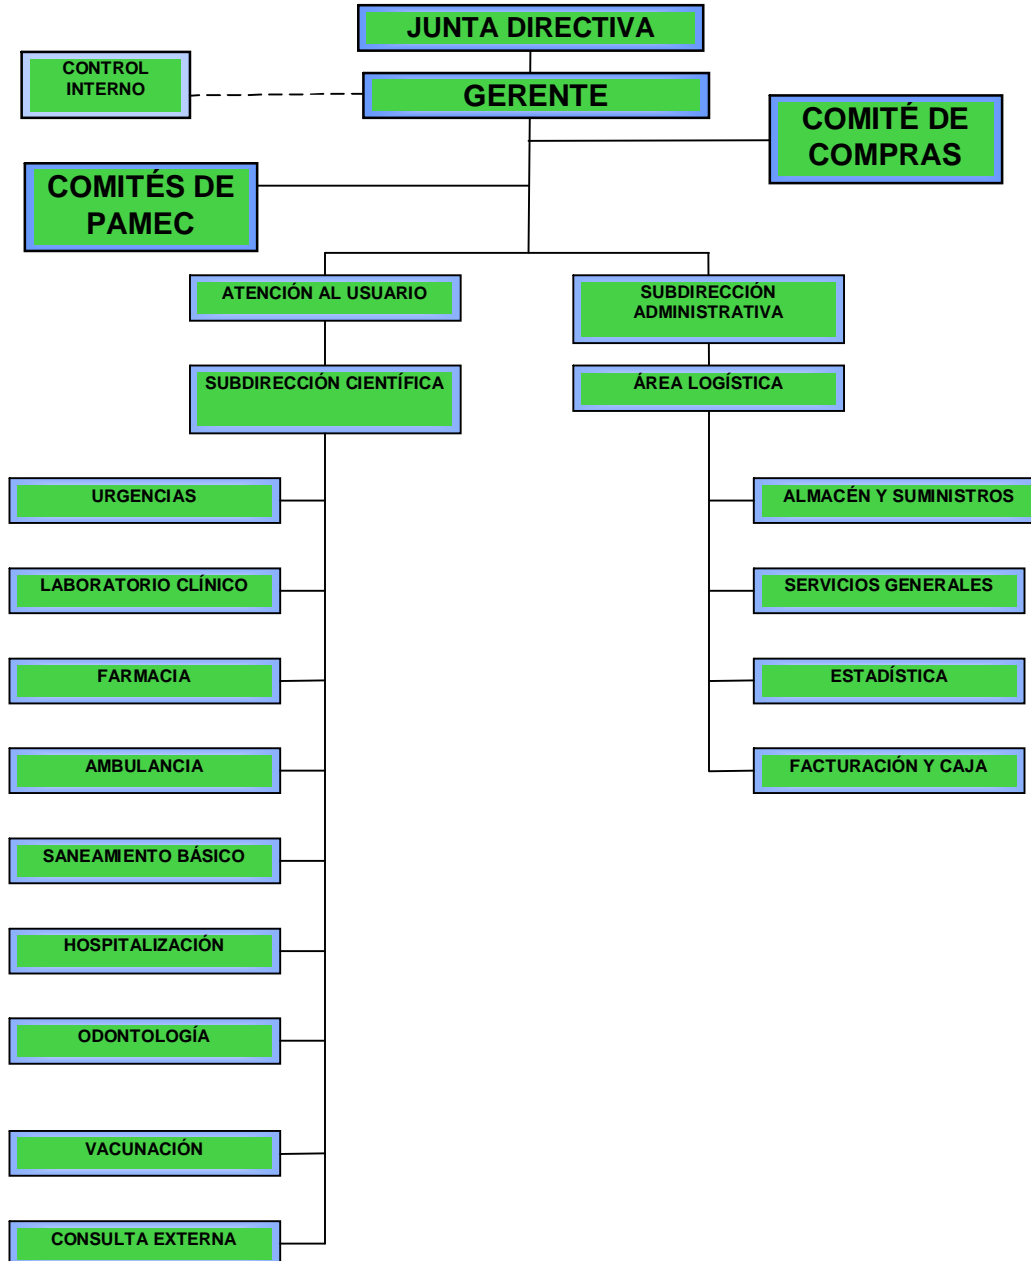 JUNTA DIRECTIVA
CONTROL
INTERNO
GERENTE
COMITÉ DE
COMPRAS
COMITÉS DE
PAMEC
ATENCIÓN AL USUARIO
SUBDIRECCIÓN
ADMINISTRATIVA
SUBDIRECCIÓN CIENTÍFICA
ÁREA LOGÍSTICA
URGENCIAS
ALMACÉN Y SUMINISTROS
LABORATORIO CLÍNICO
SERVICIOS GENERALES
FARMACIA
ESTADÍSTICA
AMBULANCIA
FACTURACIÓN Y CAJA
SANEAMIENTO BÁSICO
HOSPITALIZACIÓN
ODONTOLOGÍA
VACUNACIÓN
CONSULTA EXTERNA